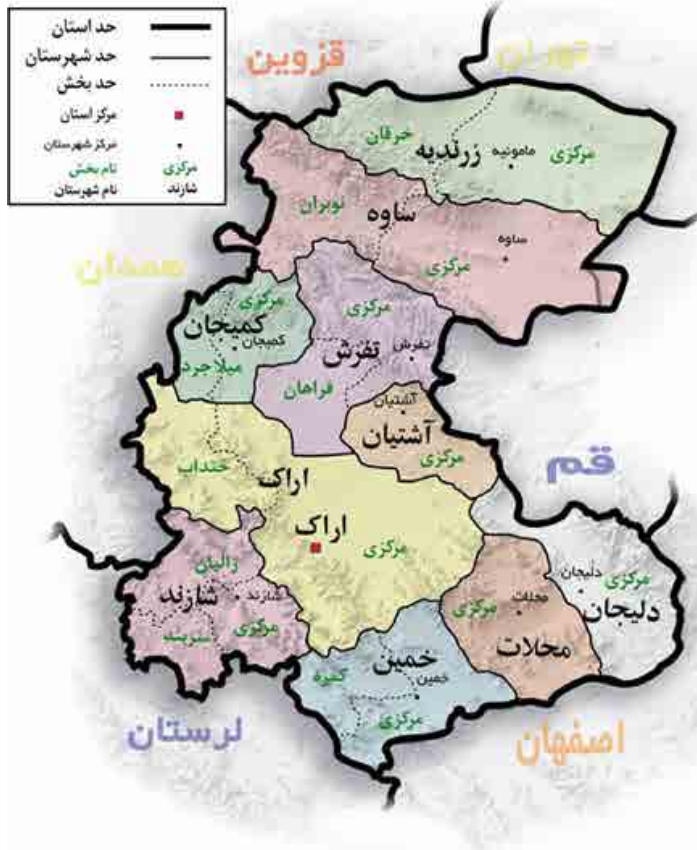 حد استان
حد شهرستان
حد بخش
مرکز استان
مرکز شهرستان
مرکزی نام بخش
شازند نام شهرستان
تهران
قزوین
خرقان
زرندیه
مامونیه
مرکزی
نوبران
ساوه
ساوه
مرکزی
همدان
مرکزی
کمیجان
کمیجان
میلاجرد
مرکزی
تفرش
تفرش
فراهان
آشتیان
آشتیان
مرکزی
قم
خنداب
اراک
اراک
مرکزی
زالیان
شازند
شازند
سربند
مرکزی
دلیجان
مرکزی
دلیجان
محلات
مرکزی
محلات
خمین
خمین
کمره
مرکزی
لرستان
اصفهان